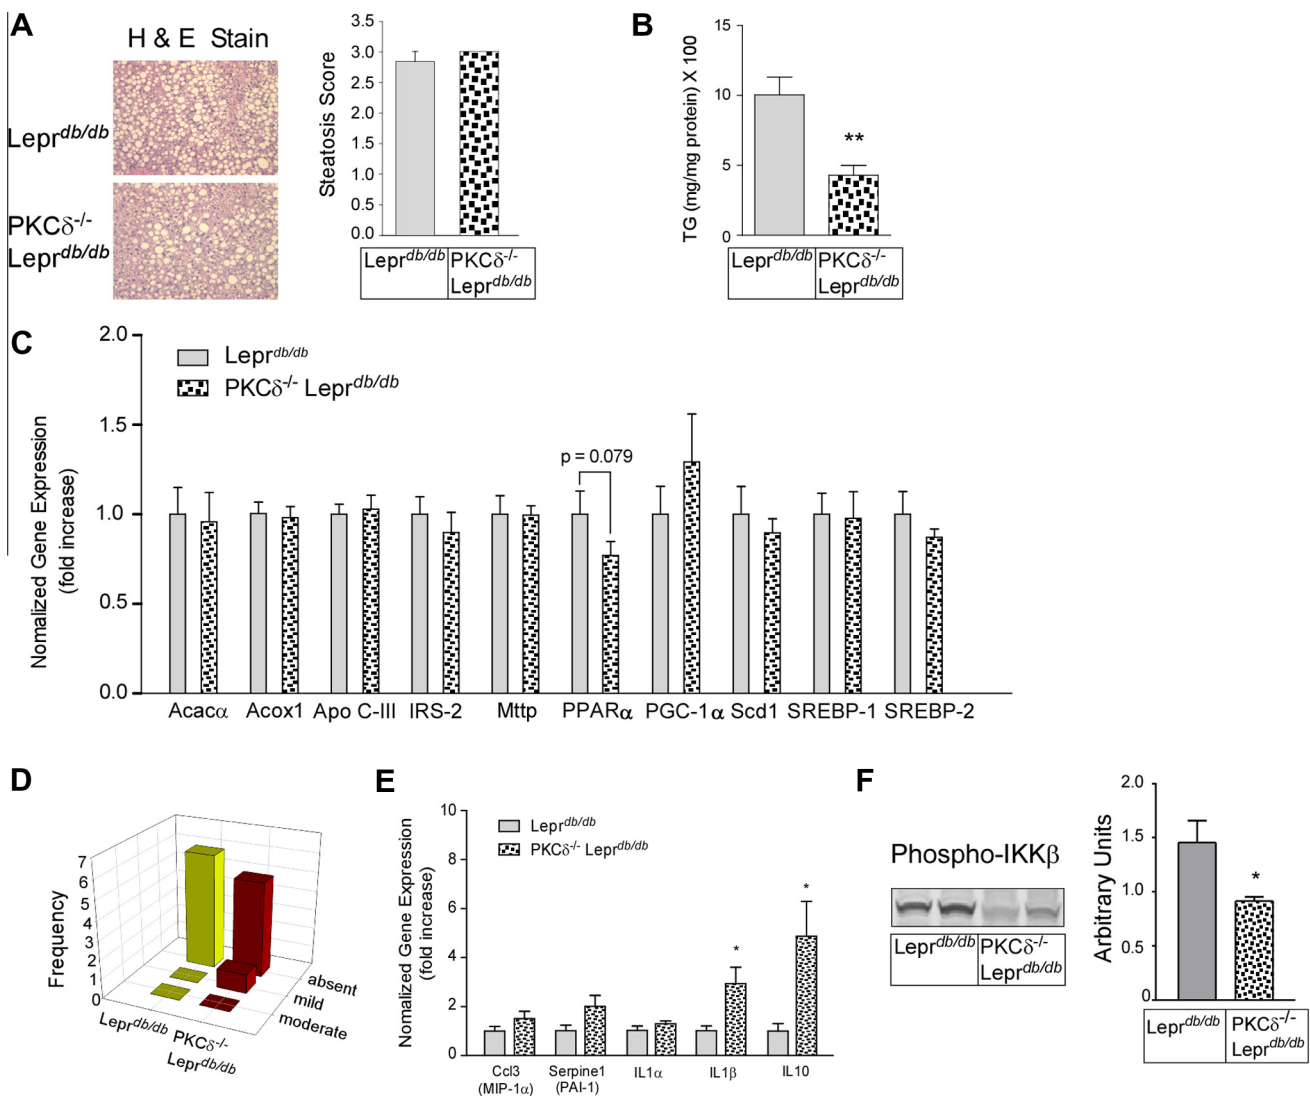 A
H & E Stain
Lepr db/db
PKCδ-/-
Lepr db/db
Steatosis Score
3.5
3.0
2.5
2.0
1.5
1.0
0.5
0.0
Lepr db/db
PKCδ-/-
Lepr db/db
B
TG (mg/mg protein) X 100
15
10
5
0
**
Lepr db/db
PKCδ-/-
Lepr db/db
C
Nomalized Gene Expression
(fold increase)
2.0
1.5
1.0
0.5
0.0
Lepr db/db
PKCδ-/- Lepr db/db
p = 0.079
Acacα Acox1 Apo C-III IRS-2 Mttp PPARα PGC-1α Scd1 SREBP-1 SREBP-2
D
Frequency
7
6
5
4
3
2
1
0
absent
mild
moderate
Lepr db/db
PKCδ-/-
Lepr db/db
E
Nomalized Gene Expression
(fold increase)
10
8
6
4
2
0
Lepr db/db
PKCδ-/- Lepr db/db
*
*
Ccl3 Serpine1 IL1α IL1β IL10
(MIP-1α) (PAI-1)
F
Phospho-IKKβ
Lepr db/db
PKCδ-/-
Lepr db/db
Arbitrary Units
2.0
1.5
1.0
0.5
0
*
Lepr db/db
PKCδ-/-
Lepr db/db